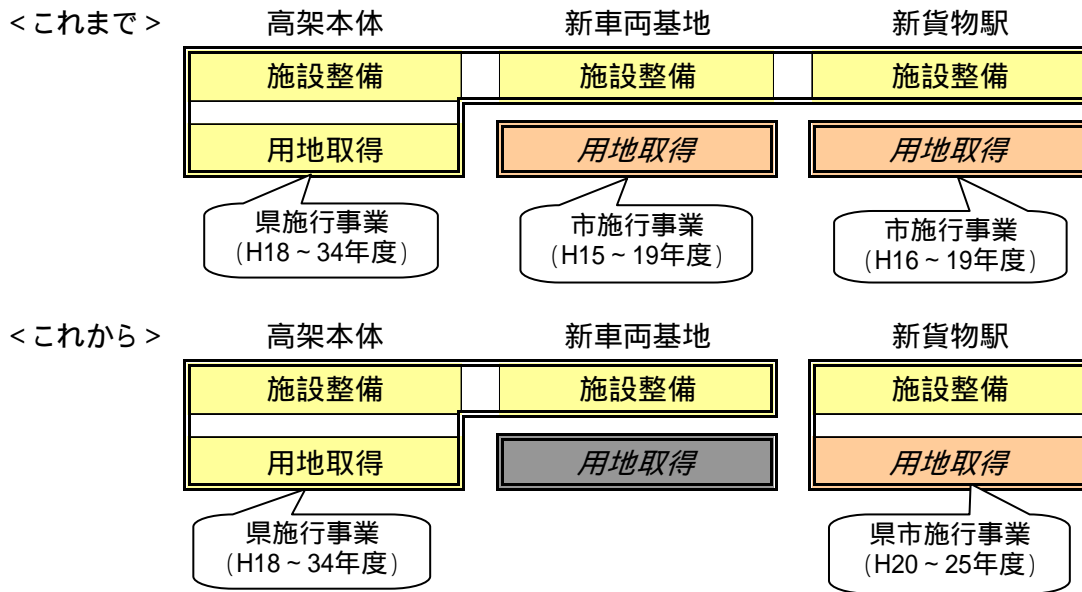 <これまで> 高架本体 新車両基地 新貨物駅
施設整備 施設整備 施設整備
用地取得 用地取得 用地取得
県施行事業
(H18～34年度)
市施行事業
(H15～19年度)
市施行事業
(H16～19年度)
<これから> 高架本体 新車両基地 新貨物駅
施設整備 施設整備 施設整備
用地取得 用地取得 用地取得
県施行事業
(H18～34年度)
県市施行事業
(H20～25年度)